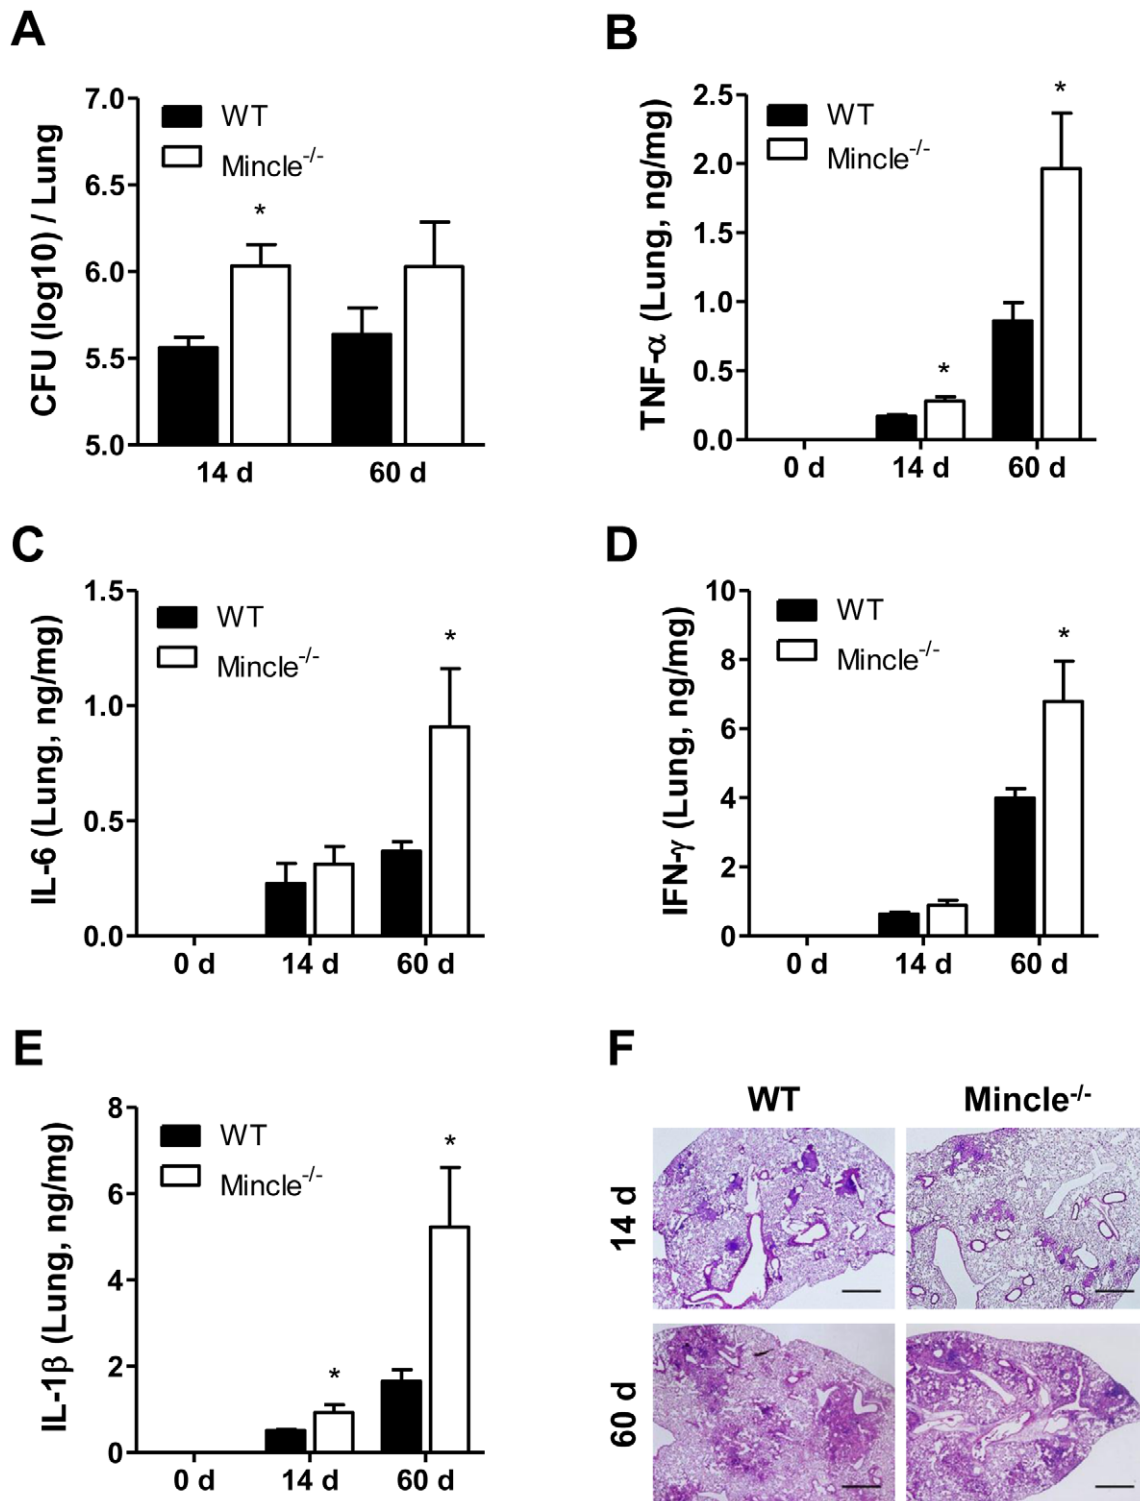 A
CFU (log10) / Lung
7.0
6.5
6.0
5.5
5.0
WT
Mincle-/-
*
14 d
60 d
B
TNF-α (Lung, ng/mg)
2.5
2.0
1.5
1.0
0.5
0.0
WT
Mincle-/-
*
*
0 d
14 d
60 d
C
IL-6 (Lung, ng/mg)
1.5
1.0
0.5
0.0
WT
Mincle-/-
*
0 d
14 d
60 d
D
IFN-γ (Lung, ng/mg)
10
8
6
4
2
0
WT
Mincle-/-
*
0 d
14 d
60 d
E
IL-1β (Lung, ng/mg)
8
6
4
2
0
WT
Mincle-/-
*
*
0 d
14 d
60 d
F
WT
Mincle-/-
14 d
60 d